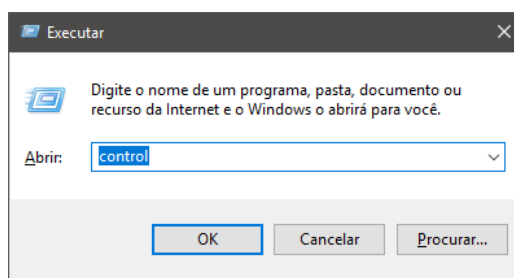 Executar
Digite o nome de um programa, pasta, documento ou
recurso da Internet e o Windows o abrirá para você.
Abrir: control
OK Cancelar Procurar...